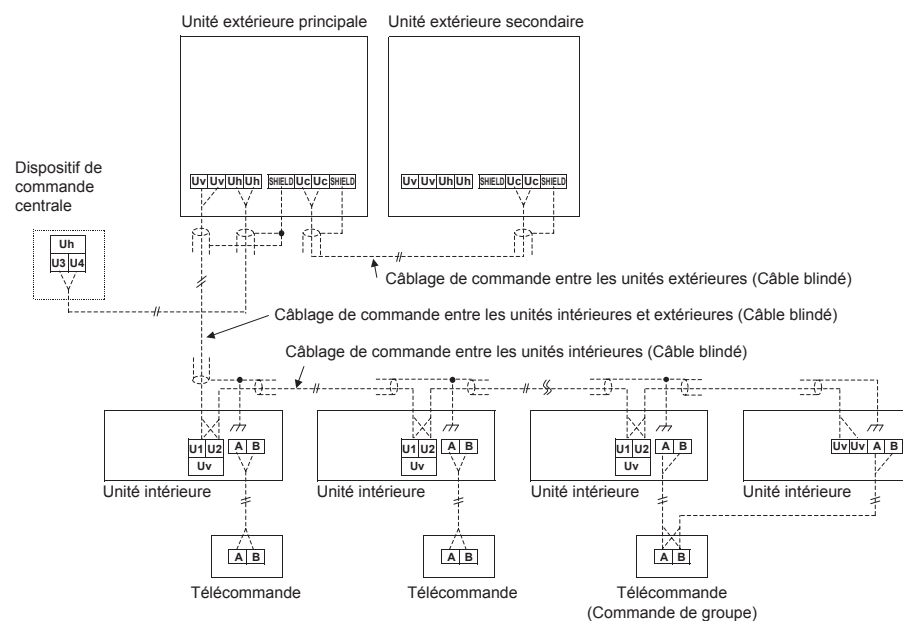 Unité extérieure principale
Unité extérieure secondaire
Dispositif de
commande
centrale
Uv Uv Uh Uh SHIELD Uc Uc SHIELD
Uv Uv Uh Uh SHIELD Uc Uc SHIELD
Uh
U3 U4
Câblage de commande entre les unités extérieures (Câble blindé)
Câblage de commande entre les unités intérieures et extérieures (Câble blindé)
Câblage de commande entre les unités intérieures (Câble blindé)
U1 U2 A B
Uv
Unité intérieure
U1 U2 A B
Uv
Unité intérieure
U1 U2 A B
Uv
Unité intérieure
Uv Uv A B
Unité intérieure
A B
Télécommande
A B
Télécommande
A B
Télécommande
(Commande de groupe)